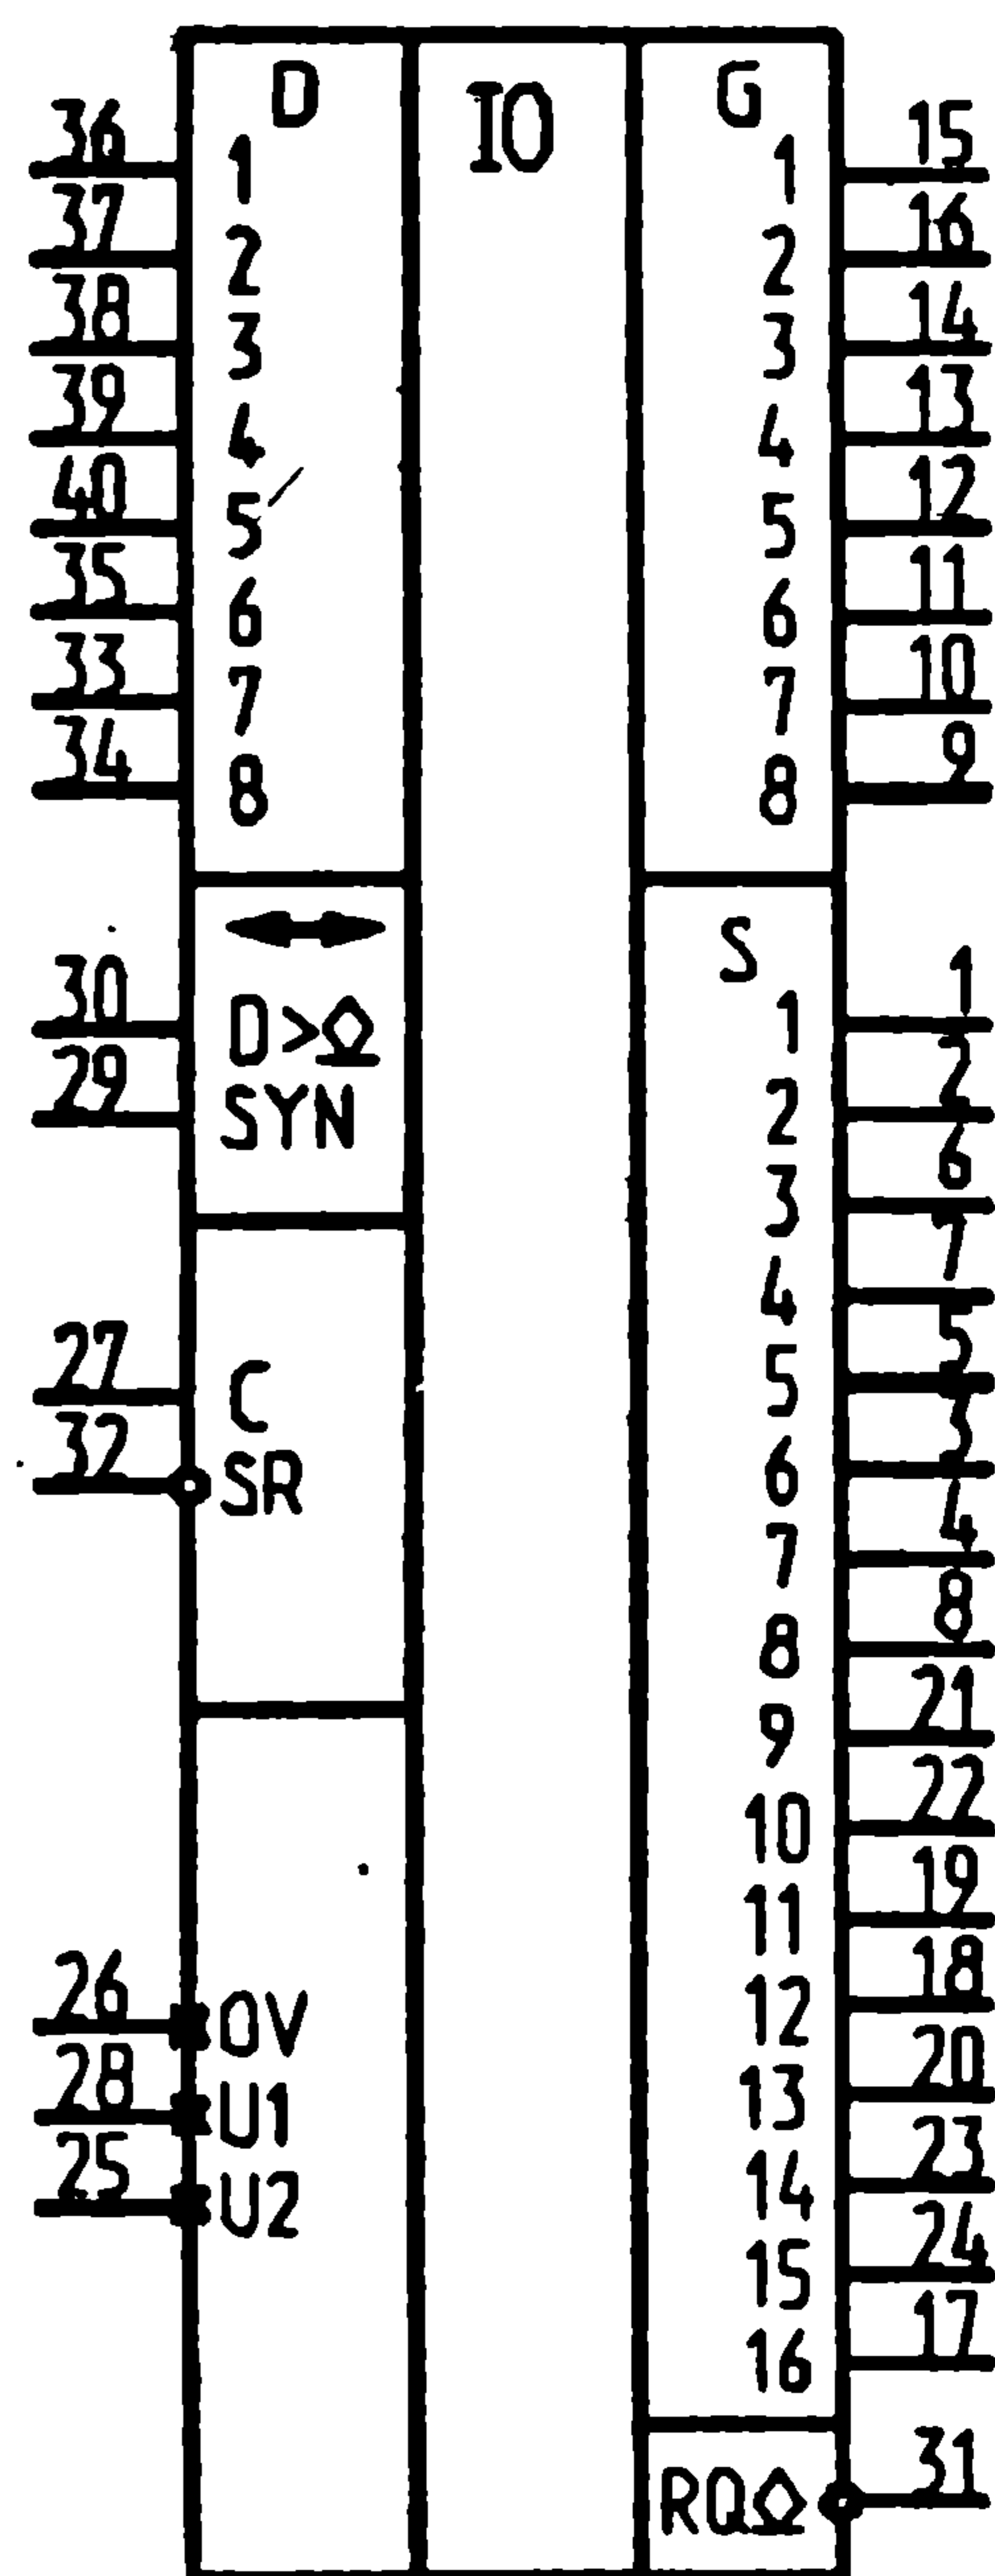 D IO G
36 1 1 15
37 2 2 16
38 3 3 14
39 4 4 13
40 5 5 12
35 6 6 11
33 7 7 10
34 8 8 9
S
30 D>◇ 1 1
29 SYN 2 2
3 6
4 7
27 C 5 5
32 SR 6 3
7 4
8 8
9 21
10 22
11 19
26 0V 12 18
28 U1 13 20
25 U2 14 23
15 24
16 17
RQ◇ 31